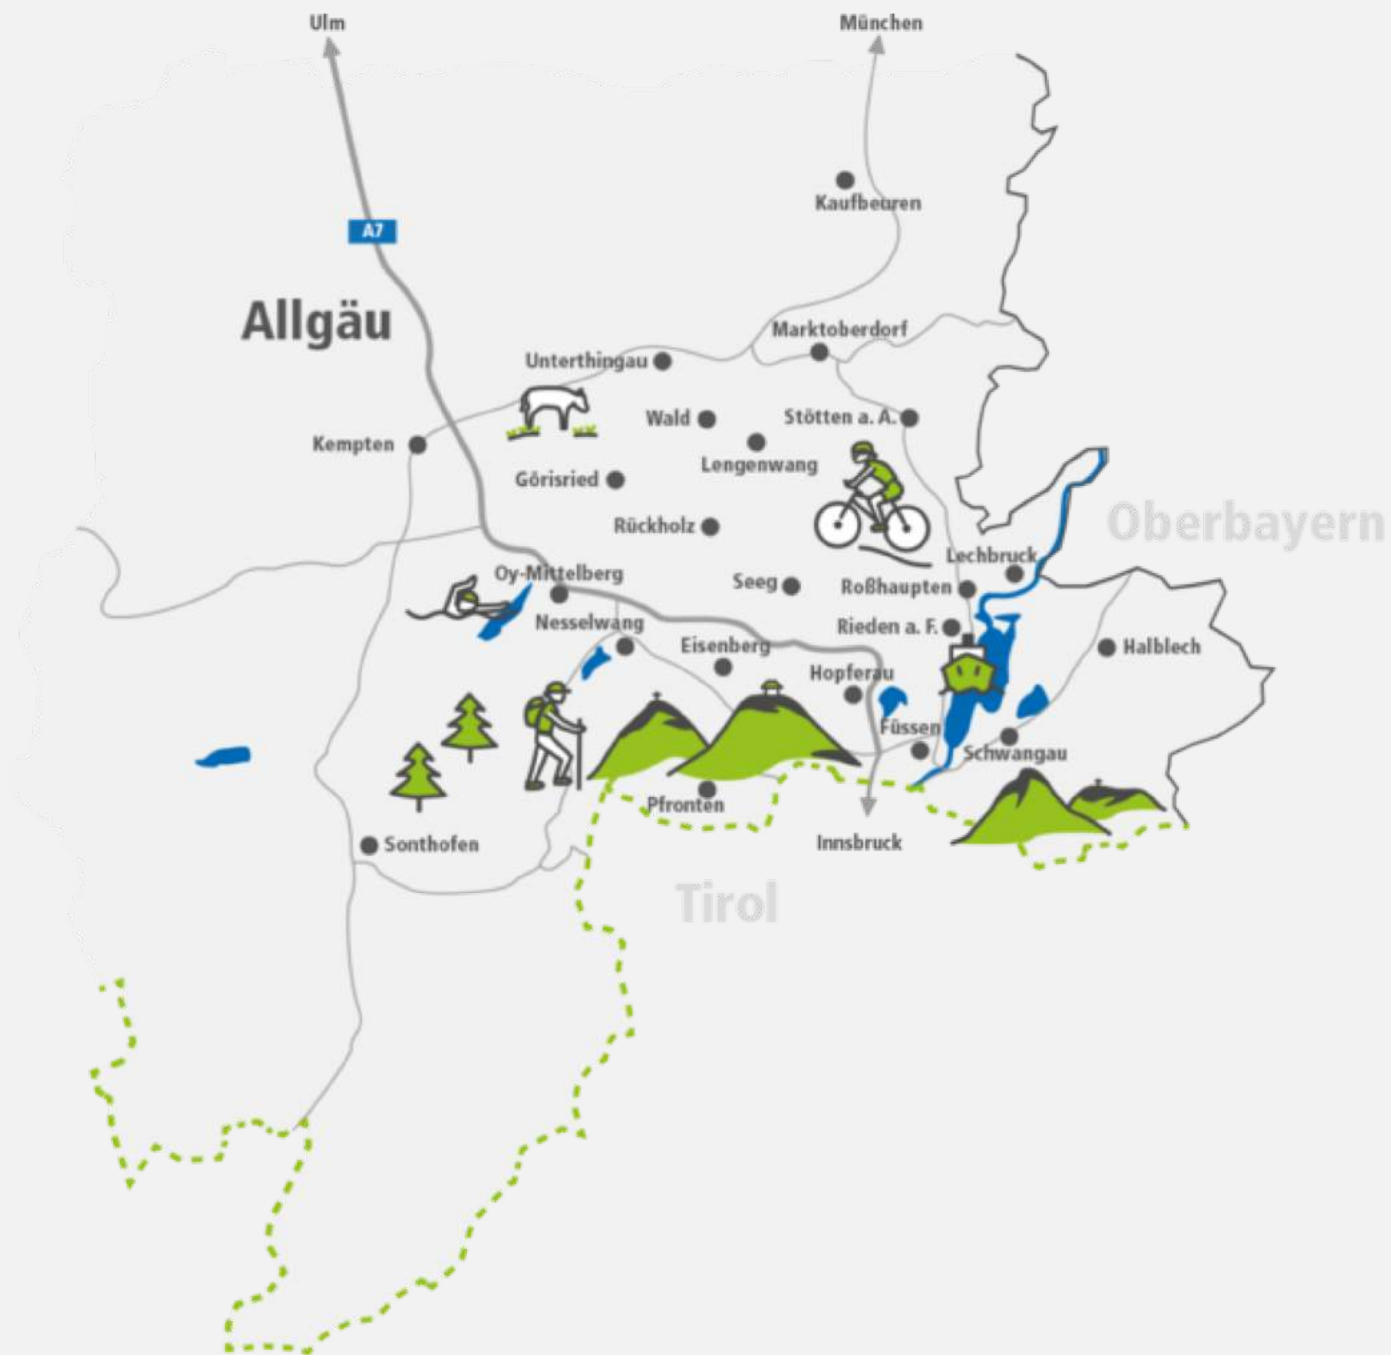 Ulm
München
Kaufbeuren
A7
Allgäu
Marktoberdorf
Unterthingau
Wald
Stötten a. A.
Kempten
Lengenwang
Görisried
Oberbayern
Rückholz
Lechbruck
Oy-Mittelberg
Seeg
Roßhaupten
Nesselwang
Rieden a. F.
Eisenberg
Halblech
Hopferau
Füssen
Schwangau
Pfronten
Sonthofen
Innsbruck
Tirol